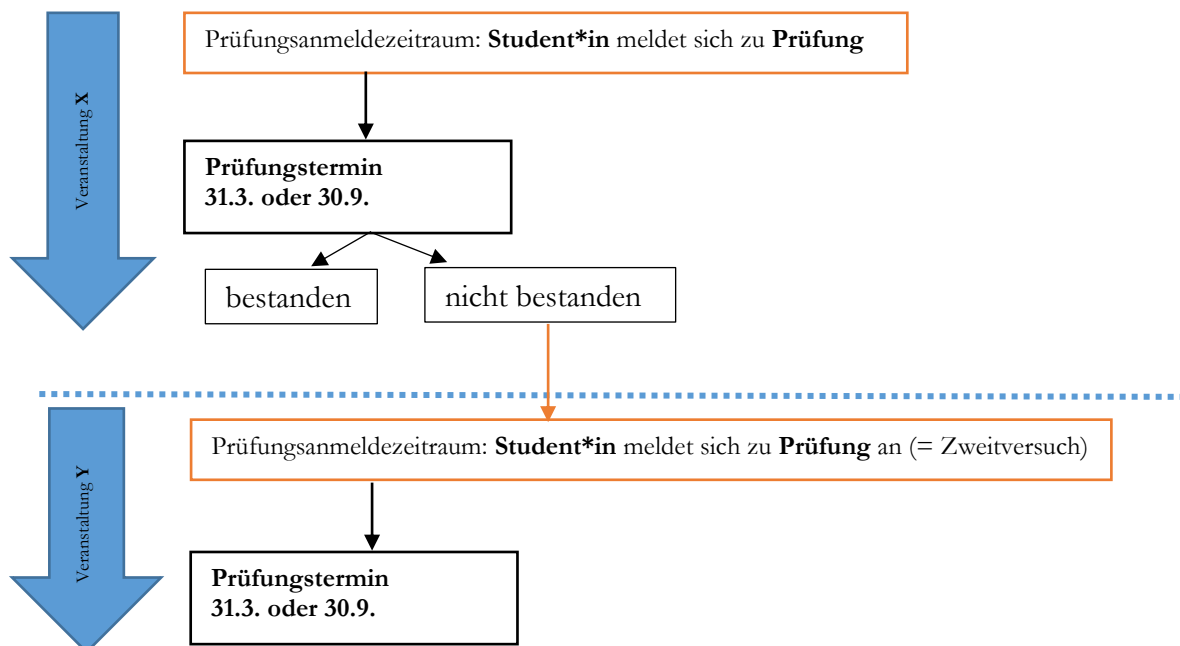 Veranstaltung X
Prüfungsanmeldezeitraum: Student*in meldet sich zu Prüfung
Prüfungstermin
31.3. oder 30.9.
bestanden
nicht bestanden
Veranstaltung Y
Prüfungsanmeldezeitraum: Student*in meldet sich zu Prüfung an (= Zweitversuch)
Prüfungstermin
31.3. oder 30.9.